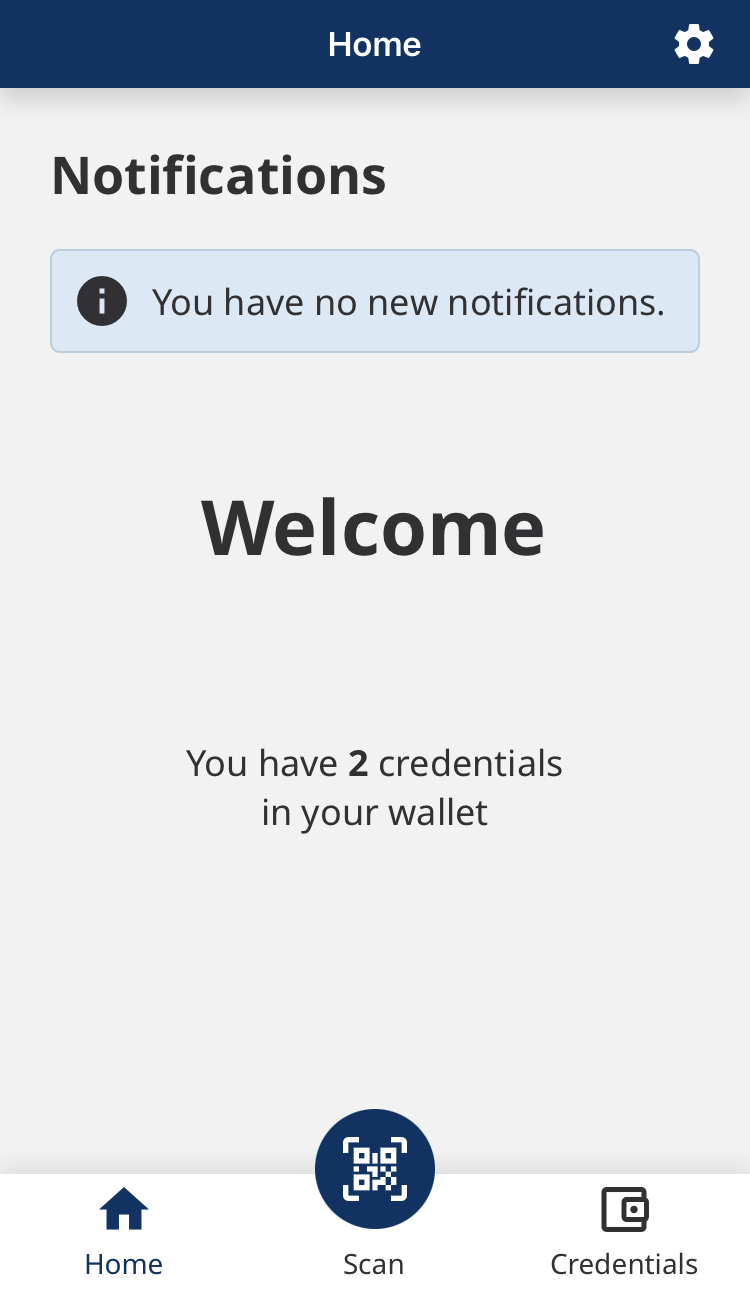 Home
Notifications
You have no new notifications.
Welcome
You have 2 credentials
in your wallet
Home
Scan
Credentials